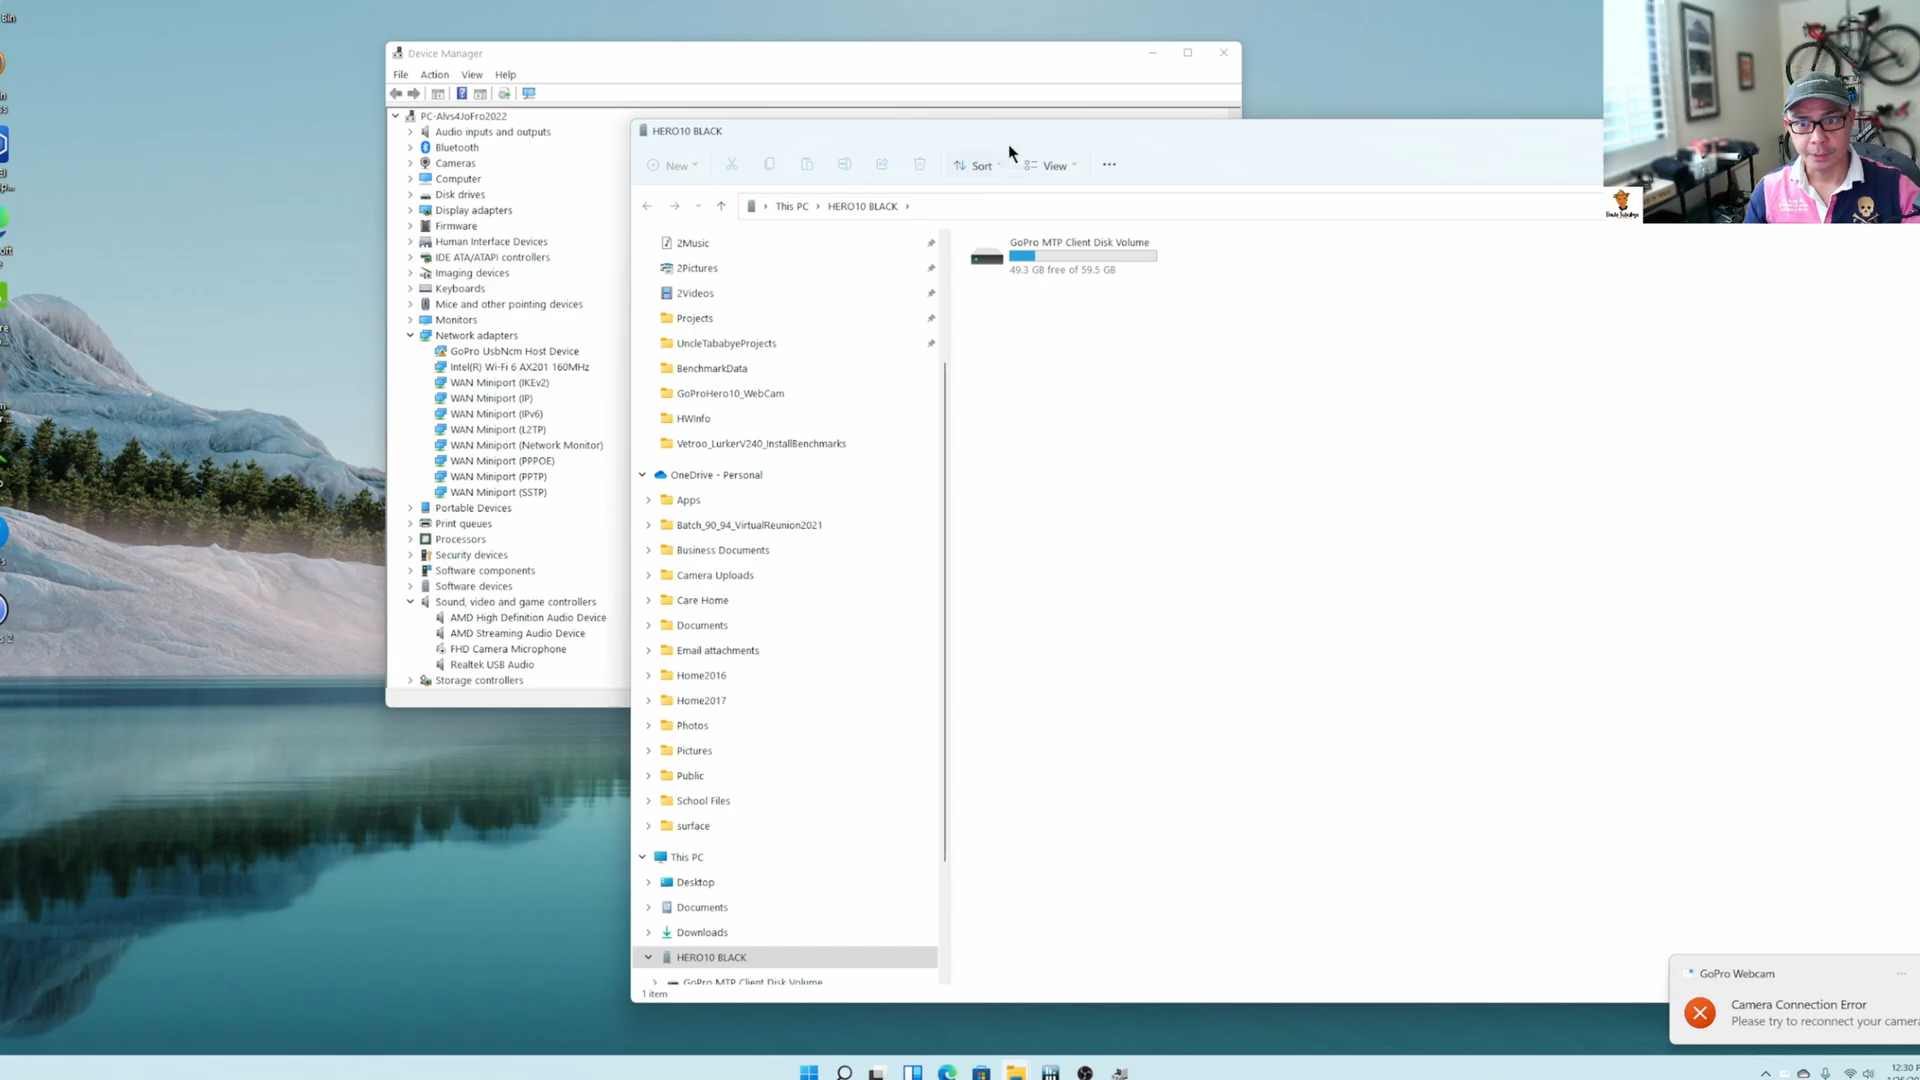 Bin
Device Manager
File Action View Help
PC-Alvs4JoFro2022
Audio inputs and outputs
Bluetooth
Cameras
Computer
Disk drives
Display adapters
Firmware
Human Interface Devices
IDE ATA/ATAPI controllers
Imaging devices
Keyboards
Mice and other pointing devices
Monitors
Network adapters
GoPro UsbNcm Host Device
Intel(R) Wi-Fi 6 AX201 160MHz
WAN Miniport (IKEv2)
WAN Miniport (IP)
WAN Miniport (IPv6)
WAN Miniport (L2TP)
WAN Miniport (Network Monitor)
WAN Miniport (PPPOE)
WAN Miniport (PPTP)
WAN Miniport (SSTP)
Portable Devices
Print queues
Processors
Security devices
Software components
Software devices
Sound, video and game controllers
AMD High Definition Audio Device
AMD Streaming Audio Device
FHD Camera Microphone
Realtek USB Audio
Storage controllers
HERO10 BLACK
New Sort View ...
This PC > HERO10 BLACK >
2Music
2Pictures
2Videos
Projects
UncleTababyeProjects
BenchmarkData
GoProHero10_WebCam
HWInfo
Vetroo_LurkerV240_InstallBenchmarks
OneDrive - Personal
Apps
Batch_90_94_VirtualReunion2021
Business Documents
Camera Uploads
Care Home
Documents
Email attachments
Home2016
Home2017
Photos
Pictures
Public
School Files
surface
This PC
Desktop
Documents
Downloads
HERO10 BLACK
GoPro MTP Client Disk Volume
1 item
GoPro MTP Client Disk Volume
49.3 GB free of 59.5 GB
GoPro Webcam ...
Camera Connection Error
Please try to reconnect your camera
12:30 P